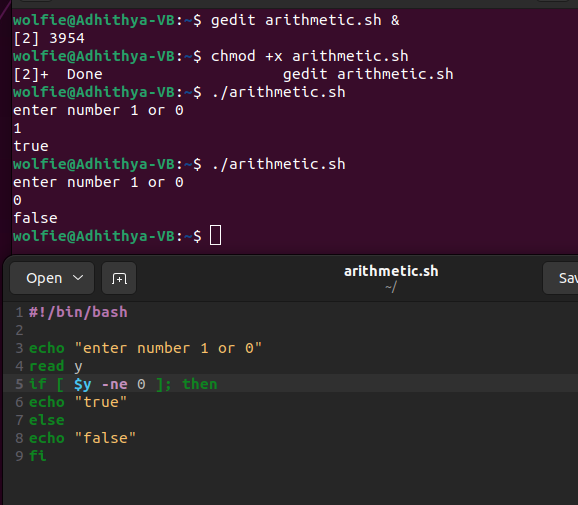 wolfie@Adhithya-VB:~$ gedit arithmetic.sh &
[2] 3954
wolfie@Adhithya-VB:~$ chmod +x arithmetic.sh
[2]+  Done                    gedit arithmetic.sh
wolfie@Adhithya-VB:~$ ./arithmetic.sh
enter number 1 or 0
1
true
wolfie@Adhithya-VB:~$ ./arithmetic.sh
enter number 1 or 0
0
false
wolfie@Adhithya-VB:~$
Open arithmetic.sh Sav
~/
1 #!/bin/bash
2
3 echo "enter number 1 or 0"
4 read y
5 if [ $y -ne 0 ]; then
6 echo "true"
7 else
8 echo "false"
9 fi